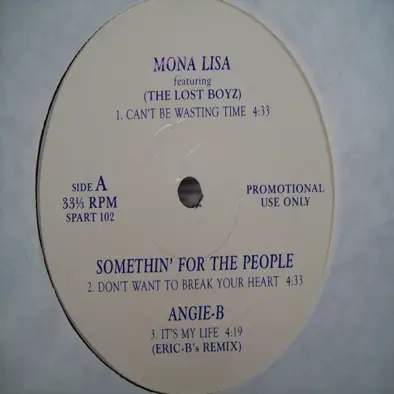 MONA LISA
featuring
(THE LOST BOYZ)
1. CAN'T BE WASTING TIME 4:33
SIDE A
33⅓ RPM
SPART 102
PROMOTIONAL
USE ONLY
SOMETHIN' FOR THE PEOPLE
2. DON'T WANT TO BREAK YOUR HEART 4:33
ANGIE-B
3. IT'S MY LIFE 4:19
(ERIC-B's REMIX)